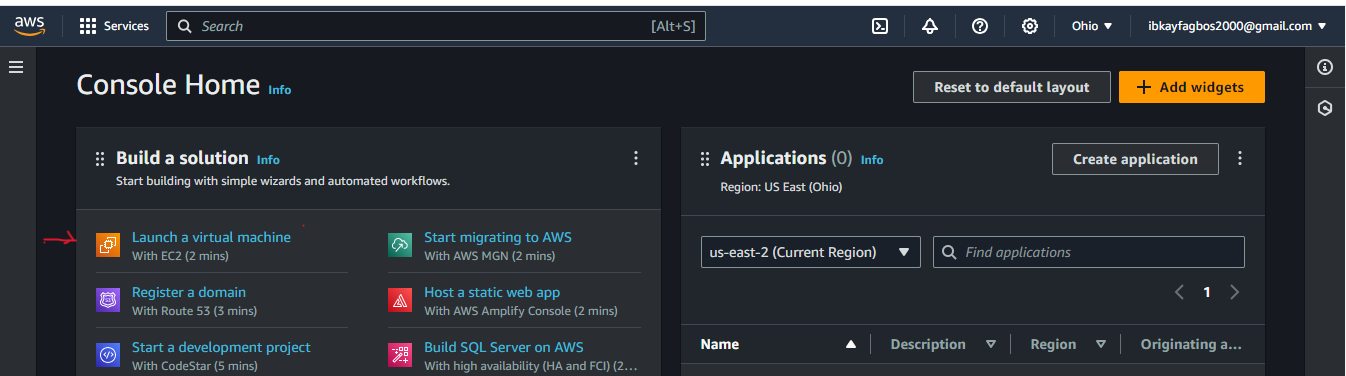 aws
Services
Search [Alt+S]
Ohio
ibkayfagbos2000@gmail.com
Console Home Info
Reset to default layout
Add widgets
Build a solution Info
Start building with simple wizards and automated workflows.
Launch a virtual machine
With EC2 (2 mins)
Start migrating to AWS
With AWS MGN (2 mins)
Register a domain
With Route 53 (3 mins)
Host a static web app
With AWS Amplify Console (2 mins)
Start a development project
With CodeStar (5 mins)
Build SQL Server on AWS
With high availability (HA and FCI) (2...
Applications (0) Info
Region: US East (Ohio)
Create application
us-east-2 (Current Region)
Find applications
1
Name Description Region Originating a...